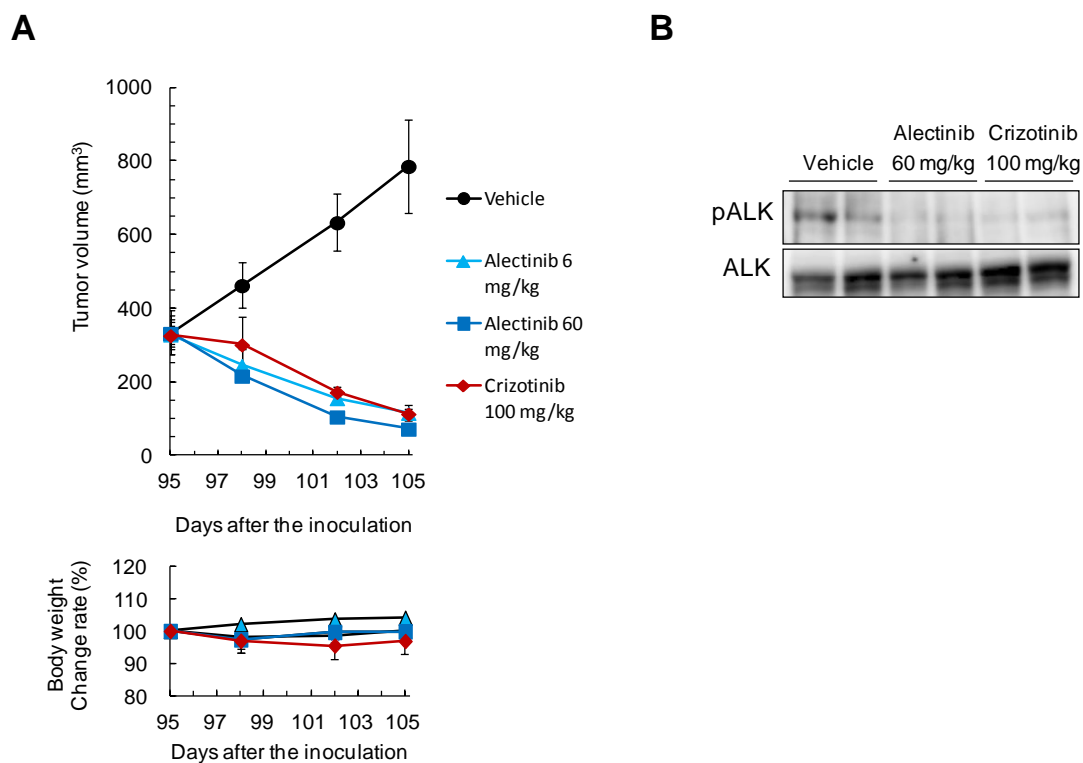 A
1000
800
600
400
200
0
Tumor volume (mm³)
95 97 99 101 103 105
Days after the inoculation
Vehicle
Alectinib 6
mg/kg
Alectinib 60
mg/kg
Crizotinib
100 mg/kg
120
110
100
90
80
Body weight
Change rate (%)
95 97 99 101 103 105
Days after the inoculation
B
Alectinib Crizotinib
Vehicle 60 mg/kg 100 mg/kg
pALK
ALK